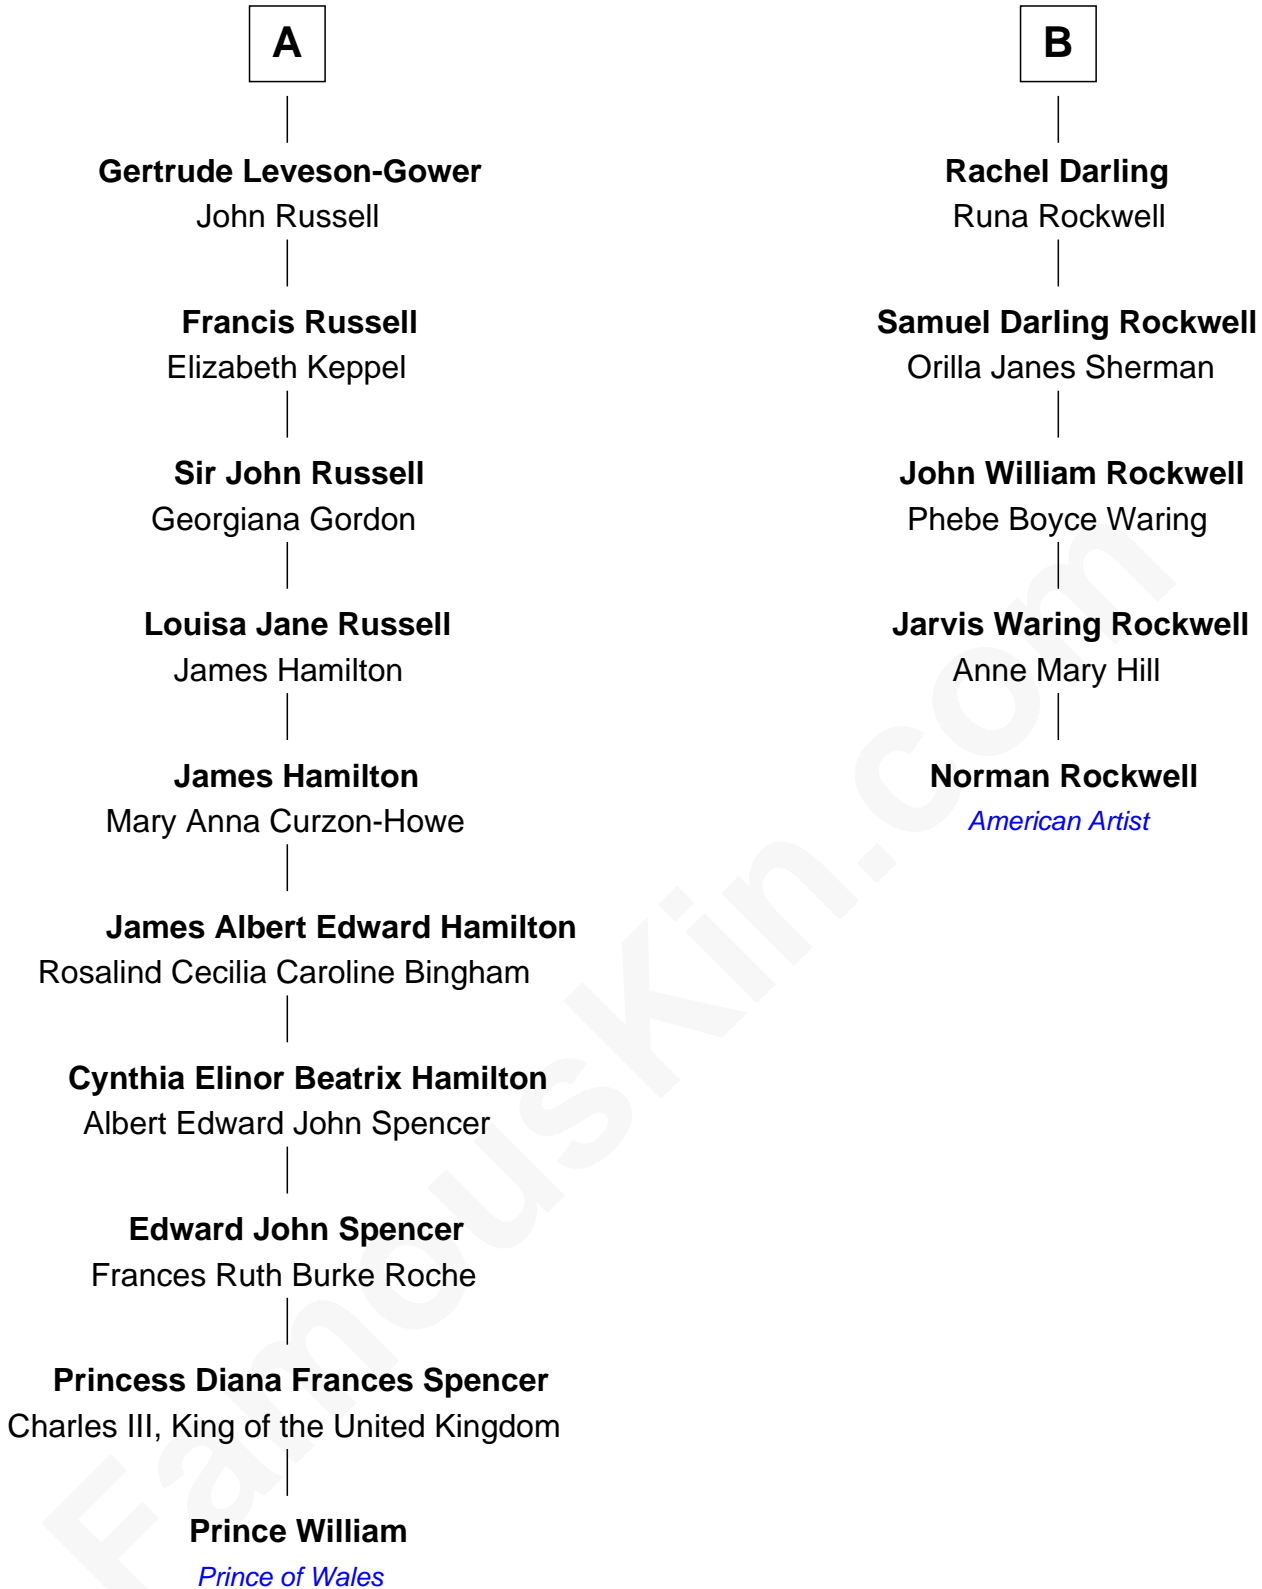 A
Gertrude Leveson-Gower
John Russell
Francis Russell
Elizabeth Keppel
Sir John Russell
Georgiana Gordon
Louisa Jane Russell
James Hamilton
James Hamilton
Mary Anna Curzon-Howe
James Albert Edward Hamilton
Rosalind Cecilia Caroline Bingham
Cynthia Elinor Beatrix Hamilton
Albert Edward John Spencer
Edward John Spencer
Frances Ruth Burke Roche
Princess Diana Frances Spencer
Charles III, King of the United Kingdom
Prince William
Prince of Wales
B
Rachel Darling
Runa Rockwell
Samuel Darling Rockwell
Orilla Janes Sherman
John William Rockwell
Phebe Boyce Waring
Jarvis Waring Rockwell
Anne Mary Hill
Norman Rockwell
American Artist
FamousKin.com